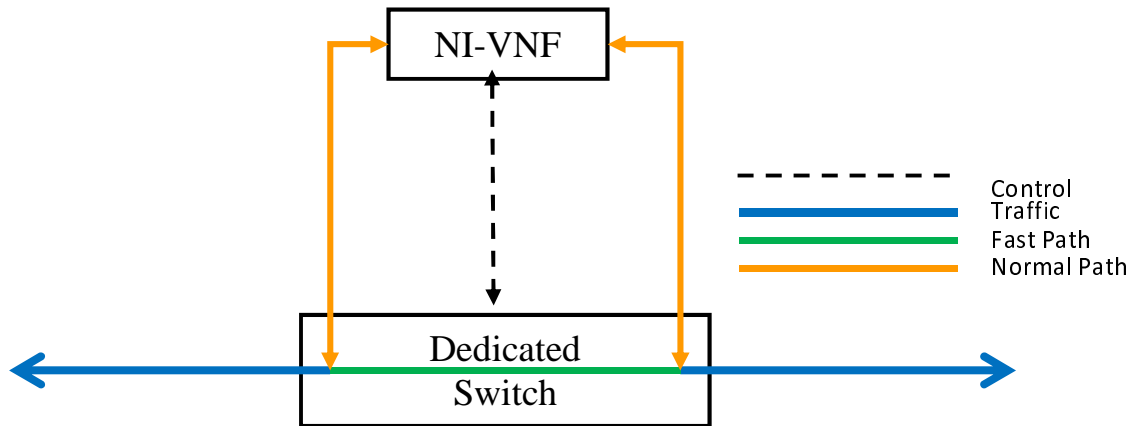 NI-VNF
Control
Traffic
Fast Path
Normal Path
Dedicated
Switch